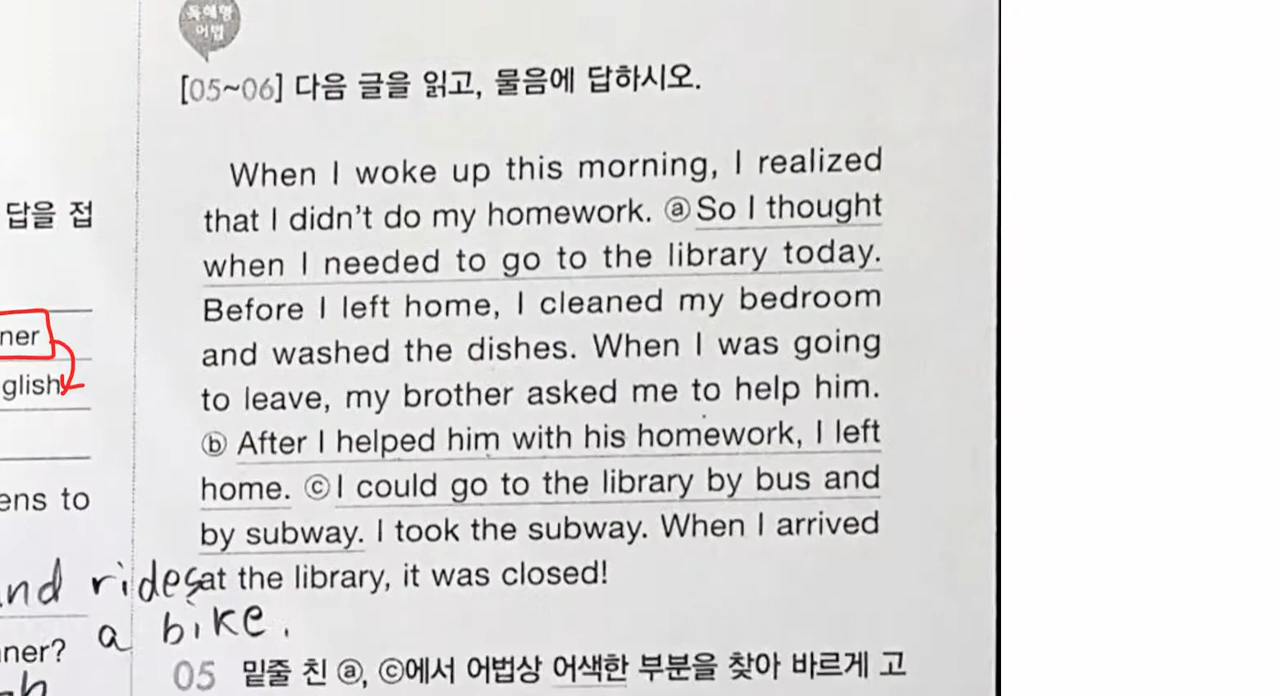 독해형
어법
[05~06] 다음 글을 읽고, 물음에 답하시오.
When I woke up this morning, I realized
that I didn't do my homework. ⓐSo I thought
when I needed to go to the library today.
Before I left home, I cleaned my bedroom
and washed the dishes. When I was going
to leave, my brother asked me to help him.
ⓑ After I helped him with his homework, I left
home. ⓒI could go to the library by bus and
by subway. I took the subway. When I arrived
at the library, it was closed!
05 밑줄 친 ⓐ, ⓒ에서 어법상 어색한 부분을 찾아 바르게 고
답을 접
ner
glish
ens to
and rides
a bike.
ner?